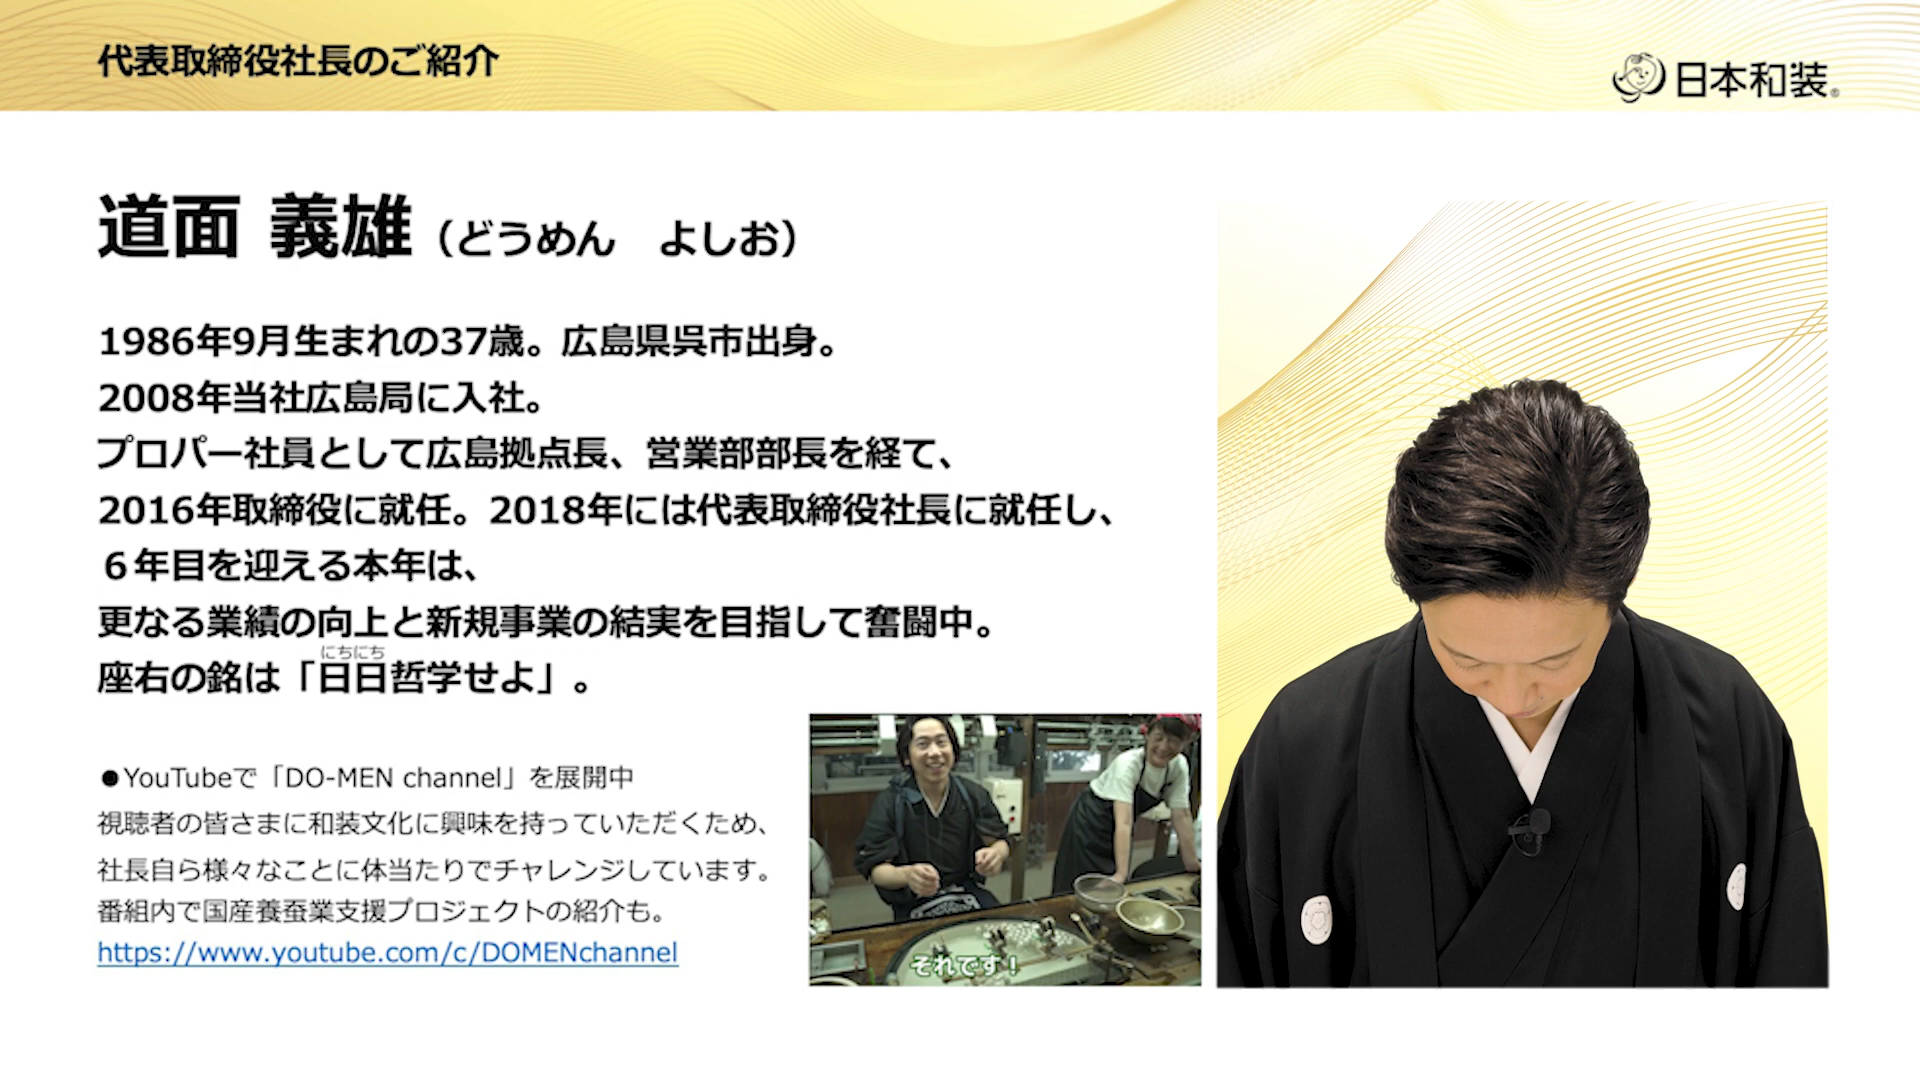 代表取締役社長のご紹介
日本和装®
道面 義雄（どうめん　よしお）
1986年9月生まれの37歳。広島県呉市出身。
2008年当社広島局に入社。
プロパー社員として広島拠点長、営業部部長を経て、
2016年取締役に就任。2018年には代表取締役社長に就任し、
６年目を迎える本年は、
更なる業績の向上と新規事業の結実を目指して奮闘中。
にちにち
座右の銘は「日日哲学せよ」。
●YouTubeで「DO-MEN channel」を展開中
視聴者の皆さまに和装文化に興味を持っていただくため、
社長自ら様々なことに体当たりでチャレンジしています。
番組内で国産養蚕業支援プロジェクトの紹介も。
https://www.youtube.com/c/DOMENchannel
それです！